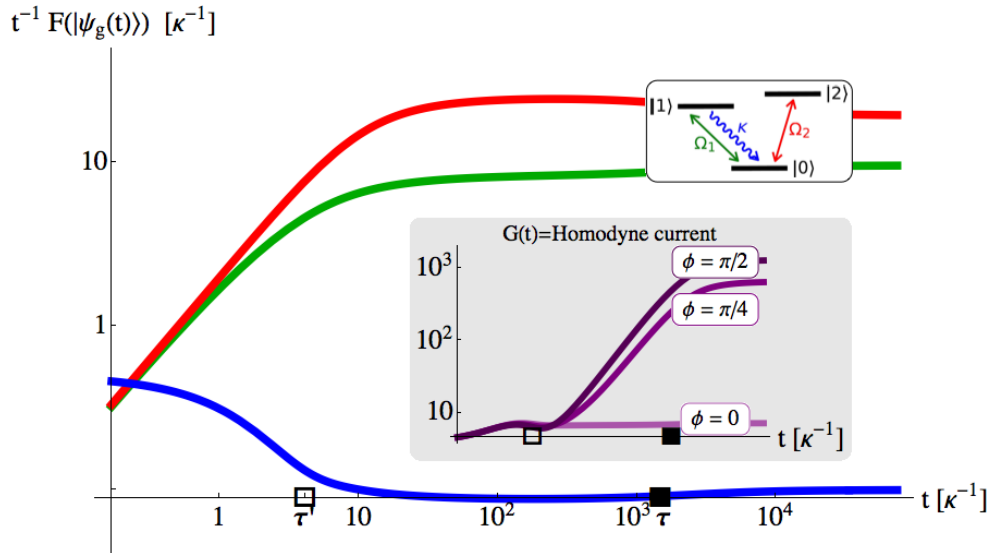 t⁻¹ F(|ψ_g(t)⟩) [κ⁻¹]
10
1
|1⟩
|2⟩
κ
Ω₁
Ω₂
|0⟩
G(t)=Homodyne current
10³
10²
10
ϕ = π/2
ϕ = π/4
ϕ = 0
t [κ⁻¹]
1
τ'
10
10²
10³
τ
10⁴
t [κ⁻¹]